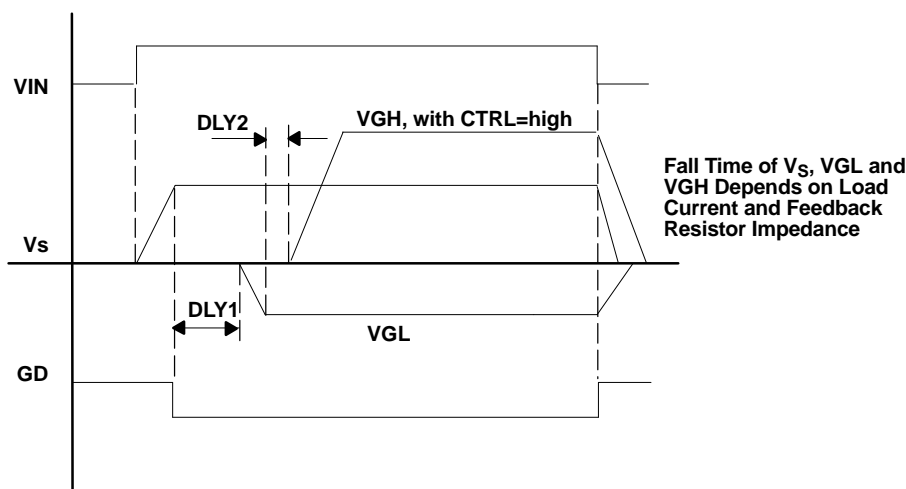 VIN
DLY2
VGH, with CTRL=high
Fall Time of VS, VGL and
VGH Depends on Load
Current and Feedback
Resistor Impedance
Vs
DLY1
VGL
GD